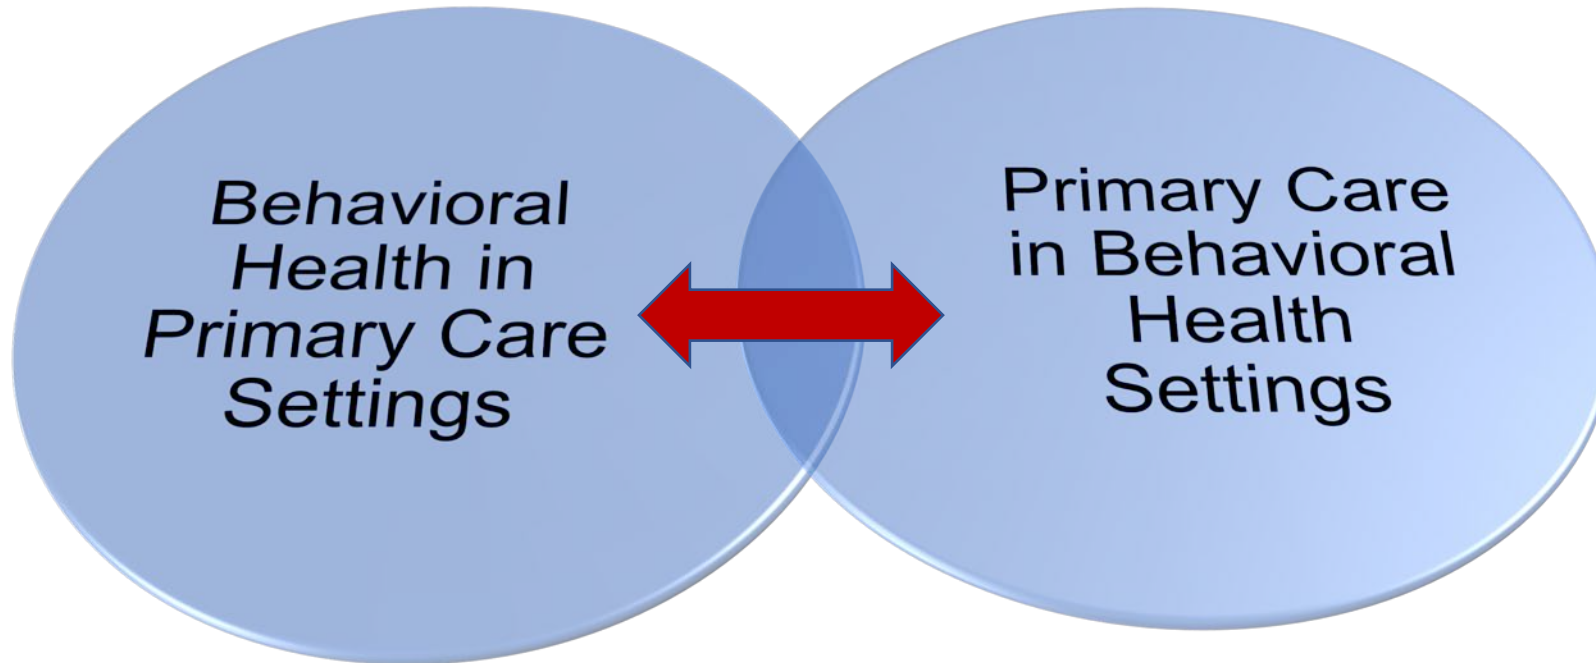 Behavioral
Health in
Primary Care
Settings
Primary Care
in Behavioral
Health
Settings